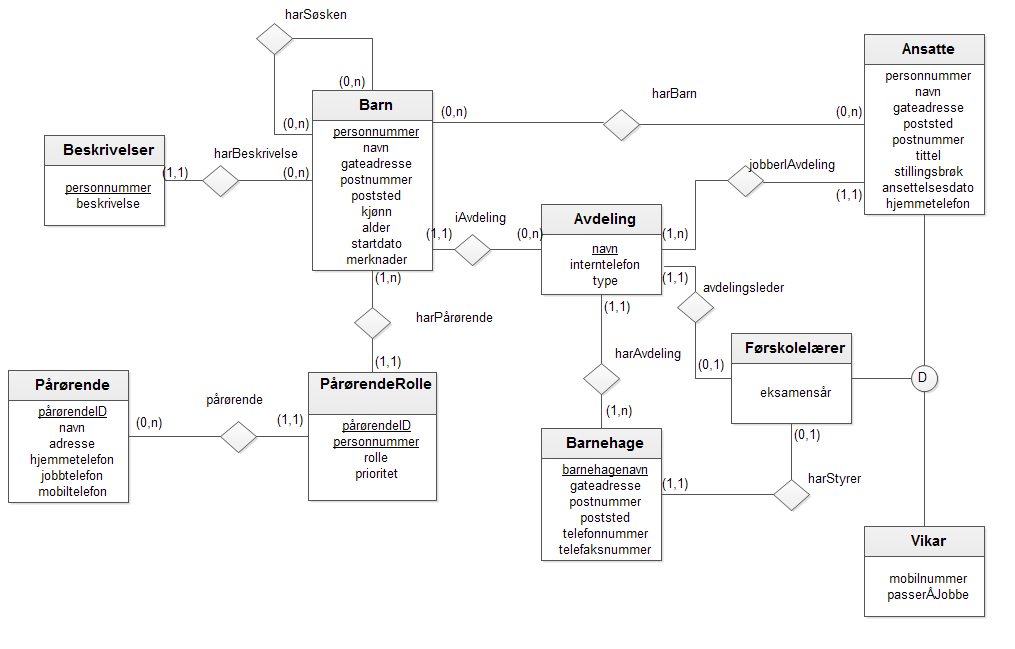 harSøsken
(0,n)
(0,n)
Barn
personnummer
navn
gateadresse
postnummer
poststed
kjønn
alder
startdato
merknader
(0,n)
harBarn
(0,n)
Ansatte
personnummer
navn
gateadresse
poststed
postnummer
tittel
stillingsbrøk
ansettelsesdato
hjemmetelefon
Beskrivelser
personnummer
beskrivelse
(1,1)
harBeskrivelse
(0,n)
jobberIAvdeling
(1,1)
(1,n)
iAvdeling
(1,1)
(0,n)
Avdeling
navn
interntelefon
type
(1,1)
avdelingsleder
(0,1)
(1,n)
harPårørende
(1,1)
(1,1)
harAvdeling
(1,n)
Førskolelærer
eksamensår
D
Pårørende
pårørendeID
navn
adresse
hjemmetelefon
jobbtelefon
mobiltelefon
(0,n)
pårørende
(1,1)
PårørendeRolle
pårørendeID
personnummer
rolle
prioritet
Barnehage
barnehagenavn
gateadresse
postnummer
poststed
telefonnummer
telefaksnummer
(1,1)
(0,1)
harStyrer
Vikar
mobilnummer
passerÅJobbe